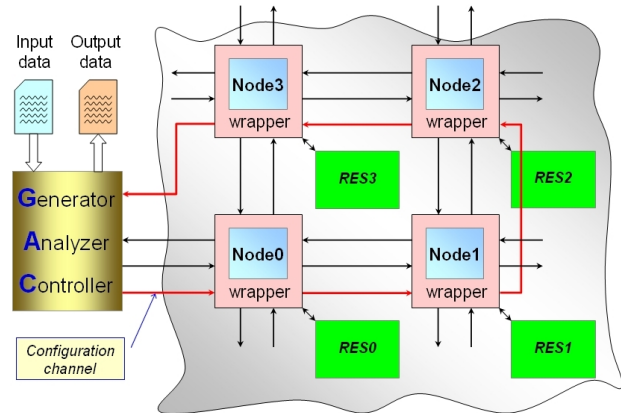 Input
data
Output
data
Node3
wrapper
Node2
wrapper
RES3
RES2
Generator
Analyzer
Controller
Node0
wrapper
Node1
wrapper
RES0
RES1
Configuration
channel